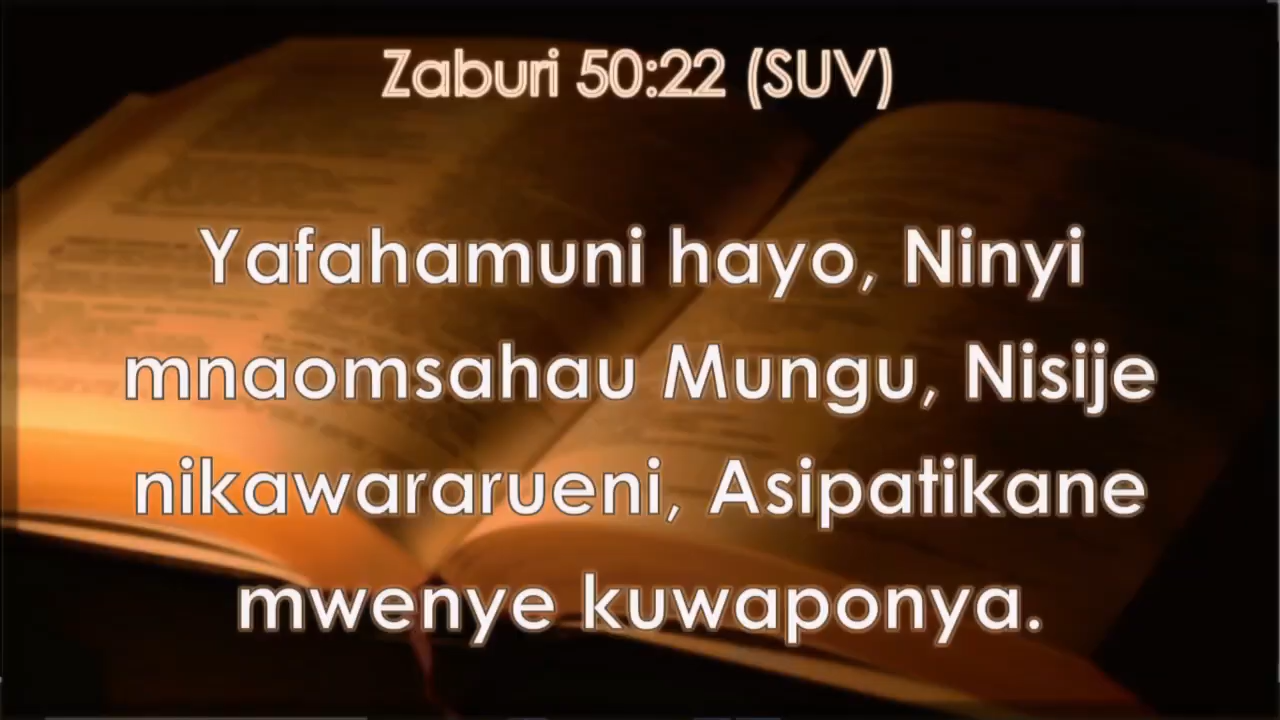 Zaburi 50:22 (SUV)
Yafahamuni hayo, Ninyi
mnaomsahau Mungu, Nisije
nikawararueni, Asipatikane
mwenye kuwaponya.